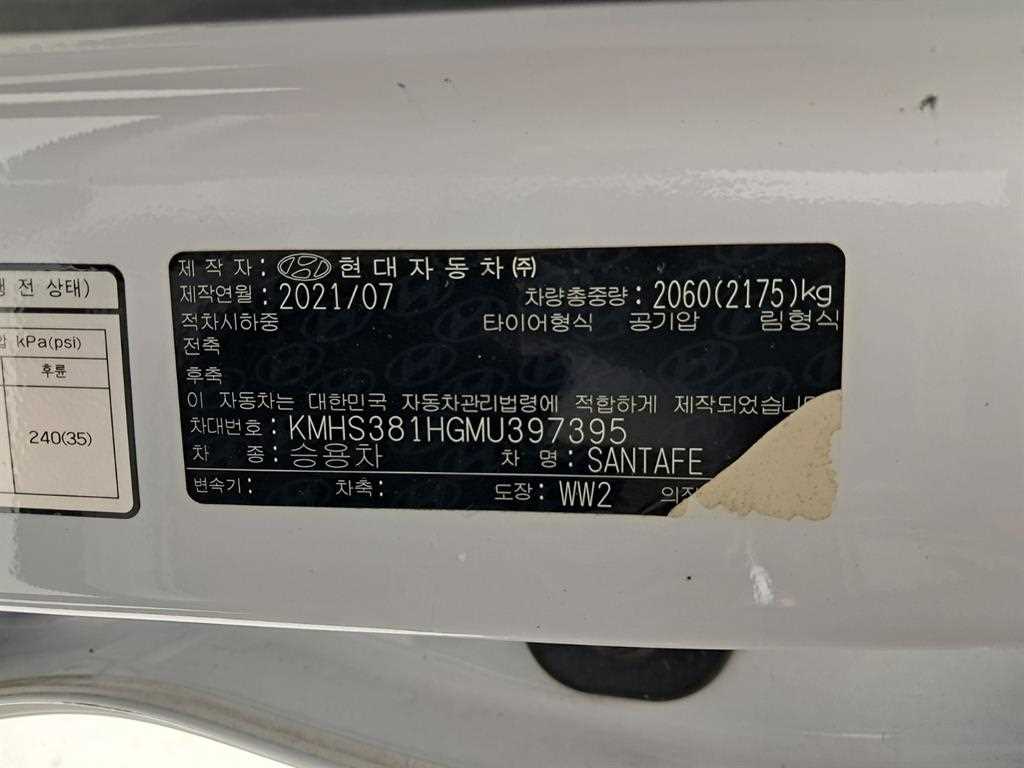 전 상태)
kPa(psi)
후륜
240(35)
제 작 자 : 현대자동차㈜
제작연월 : 2021/07 차량총중량 : 2060(2175)kg
적차시하중 타이어형식 공기압 림형식
전축
후축
이 자동차는 대한민국 자동차관리법령에 적합하게 제작되었습니다
차대번호 : KMHS381HGMU397395
차 종 : 승용차 차 명 : SANTAFE
변속기 : 차축 : 도장 : WW2 의장